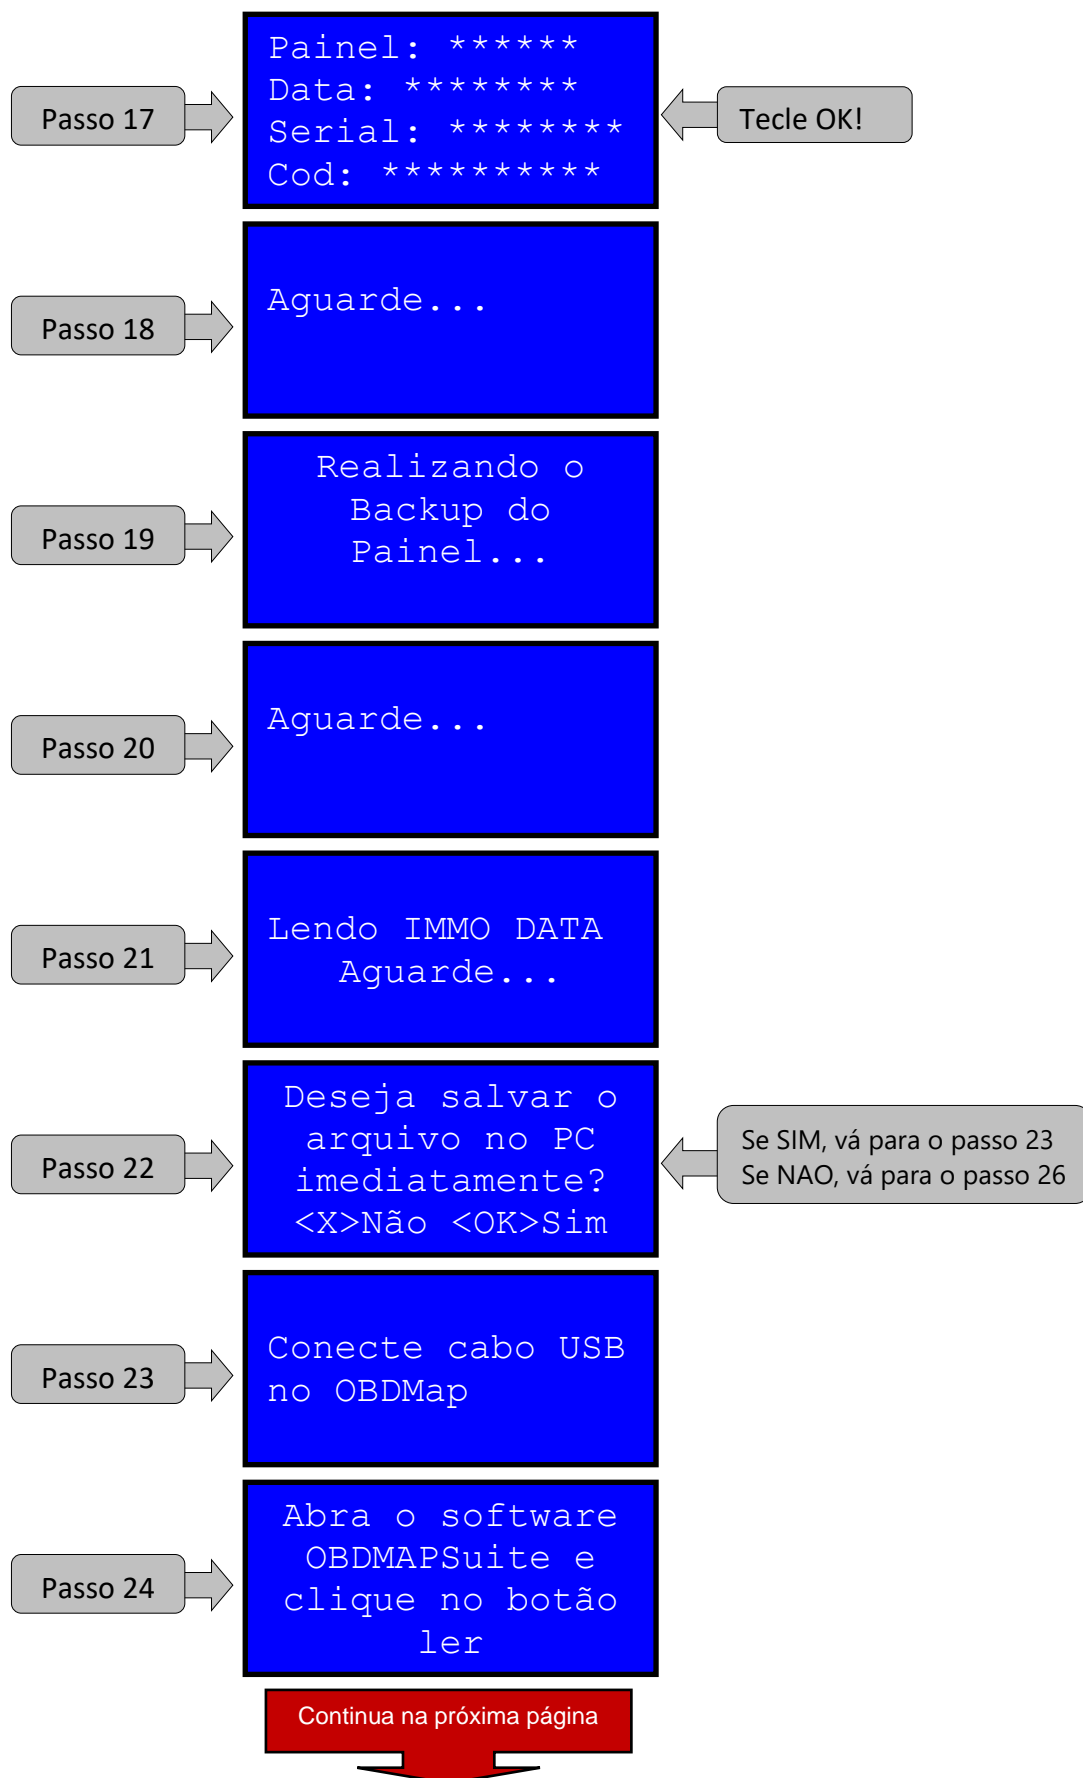 Passo 17
Painel: ******
Data: ********
Serial: ********
Cod: **********
Tecle OK!
Passo 18
Aguarde...
Passo 19
Realizando o
Backup do
Painel...
Passo 20
Aguarde...
Passo 21
Lendo IMMO DATA
Aguarde...
Passo 22
Deseja salvar o
arquivo no PC
imediatamente?
<X>Não <OK>Sim
Se SIM, vá para o passo 23
Se NAO, vá para o passo 26
Passo 23
Conecte cabo USB
no OBDMap
Passo 24
Abra o software
OBDMAPSuite e
clique no botão
ler
Continua na próxima página